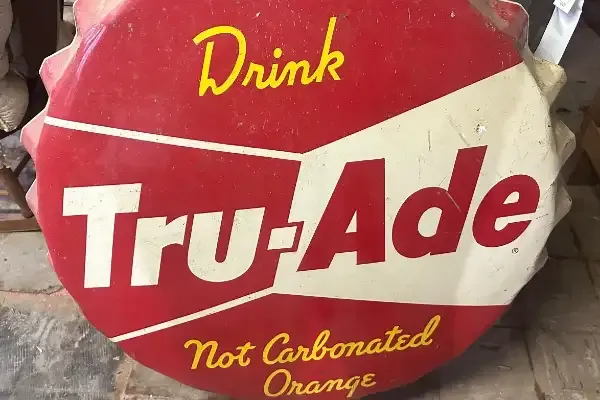 Drink
Tru-Ade®
Not Carbonated
Orange